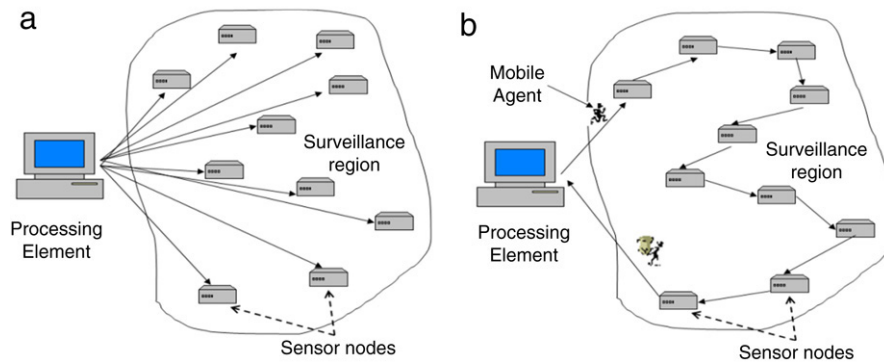 a
Surveillance
region
Processing
Element
Sensor nodes
b
Mobile
Agent
Surveillance
region
Processing
Element
Sensor nodes